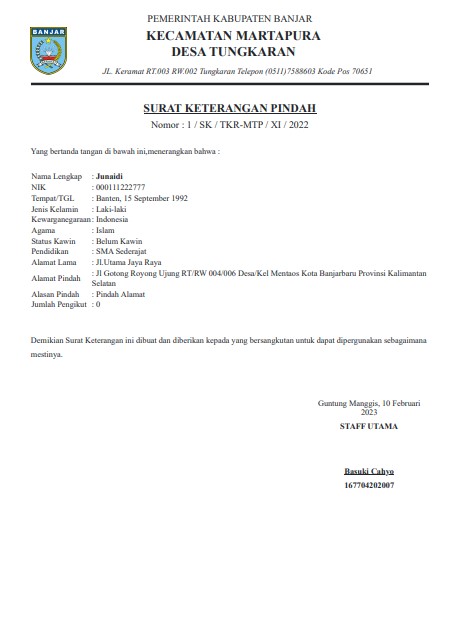 BANJAR
PEMERINTAH KABUPATEN BANJAR
KECAMATAN MARTAPURA
DESA TUNGKARAN
JL. Keramat RT.003 RW.002 Tungkaran Telepon (0511)7588603 Kode Pos 70651
SURAT KETERANGAN PINDAH
Nomor : 1 / SK / TKR-MTP / XI / 2022
Yang bertanda tangan di bawah ini,menerangkan bahwa :
Nama Lengkap : Junaidi
NIK : 000111222777
Tempat/TGL : Banten, 15 September 1992
Jenis Kelamin : Laki-laki
Kewarganegaraan : Indonesia
Agama : Islam
Status Kawin : Belum Kawin
Pendidikan : SMA Sederajat
Alamat Lama : Jl.Utama Jaya Raya
Alamat Pindah : Jl Gotong Royong Ujung RT/RW 004/006 Desa/Kel Mentaos Kota Banjarbaru Provinsi Kalimantan
Selatan
Alasan Pindah : Pindah Alamat
Jumlah Pengikut : 0
Demikian Surat Keterangan ini dibuat dan diberikan kepada yang bersangkutan untuk dapat dipergunakan sebagaimana
mestinya.
Guntung Manggis, 10 Februari
2023
STAFF UTAMA
Basuki Cahyo
167704202007